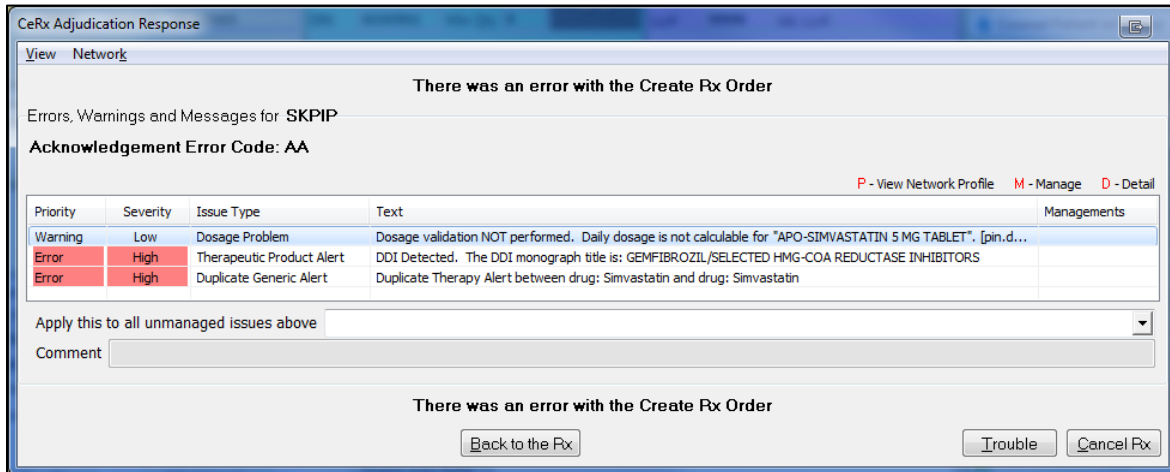 CeRx Adjudication Response
View Network
There was an error with the Create Rx Order
Errors, Warnings and Messages for SKPIP
Acknowledgement Error Code: AA
P - View Network Profile M - Manage D - Detail
Priority Severity Issue Type Text Managements
Warning Low Dosage Problem Dosage validation NOT performed. Daily dosage is not calculable for "APO-SIMVASTATIN 5 MG TABLET". [pin.d...
Error High Therapeutic Product Alert DDI Detected. The DDI monograph title is: GEMFIBROZIL/SELECTED HMG-COA REDUCTASE INHIBITORS
Error High Duplicate Generic Alert Duplicate Therapy Alert between drug: Simvastatin and drug: Simvastatin
Apply this to all unmanaged issues above
Comment
There was an error with the Create Rx Order
Back to the Rx Trouble Cancel Rx